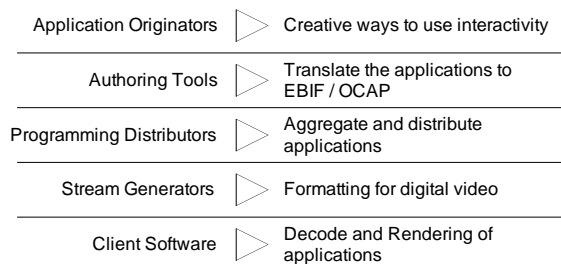 Application Originators
Creative ways to use interactivity
Authoring Tools
Translate the applications to
EBIF / OCAP
Programming Distributors
Aggregate and distribute
applications
Stream Generators
Formatting for digital video
Client Software
Decode and Rendering of
applications